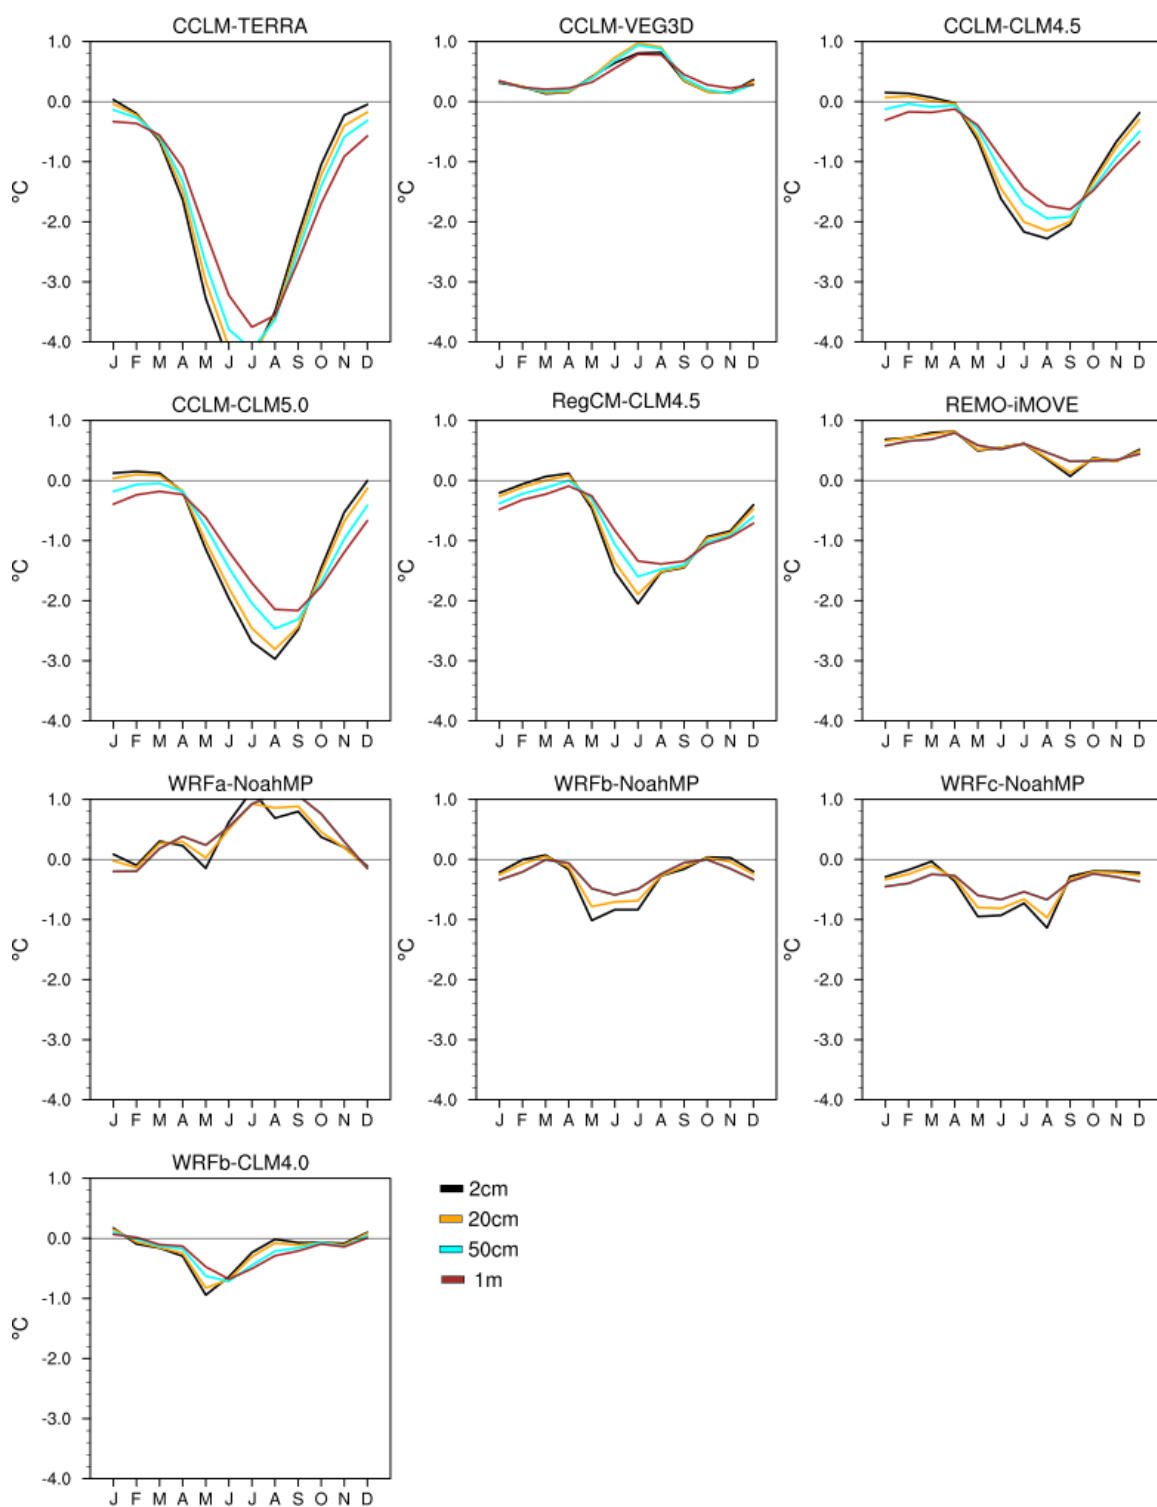 CCLM-TERRA
1.0
0.0
-1.0
-2.0
-3.0
-4.0
°C
J F M A M J J A S O N D
CCLM-VEG3D
1.0
0.0
-1.0
-2.0
-3.0
-4.0
°C
J F M A M J J A S O N D
CCLM-CLM4.5
1.0
0.0
-1.0
-2.0
-3.0
-4.0
°C
J F M A M J J A S O N D
CCLM-CLM5.0
1.0
0.0
-1.0
-2.0
-3.0
-4.0
°C
J F M A M J J A S O N D
RegCM-CLM4.5
1.0
0.0
-1.0
-2.0
-3.0
-4.0
°C
J F M A M J J A S O N D
REMO-iMOVE
1.0
0.0
-1.0
-2.0
-3.0
-4.0
°C
J F M A M J J A S O N D
WRFa-NoahMP
1.0
0.0
-1.0
-2.0
-3.0
-4.0
°C
J F M A M J J A S O N D
WRFb-NoahMP
1.0
0.0
-1.0
-2.0
-3.0
-4.0
°C
J F M A M J J A S O N D
WRFc-NoahMP
1.0
0.0
-1.0
-2.0
-3.0
-4.0
°C
J F M A M J J A S O N D
WRFb-CLM4.0
1.0
0.0
-1.0
-2.0
-3.0
-4.0
°C
J F M A M J J A S O N D
2cm
20cm
50cm
1m